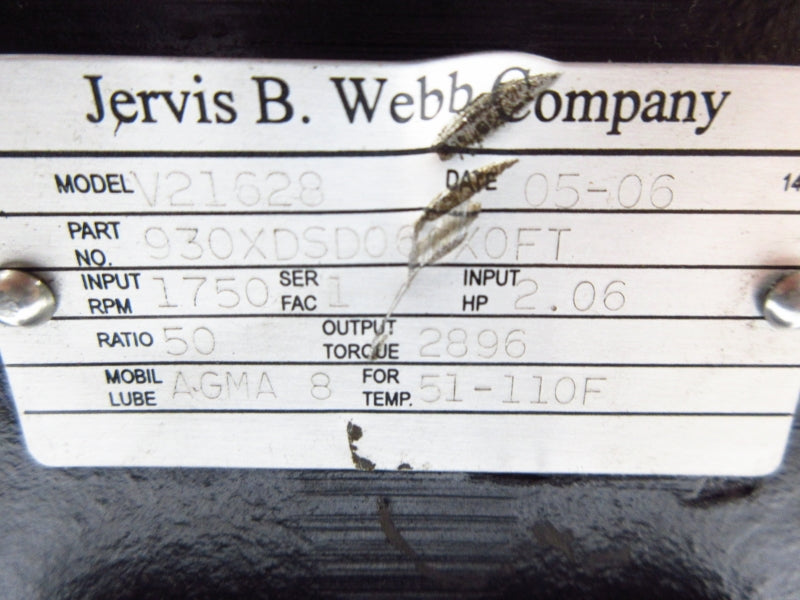 Jervis B. Webb Company
MODEL V21628 DATE 05-06 14
PART NO.
INPUT RPM 1750 SER FAC 1 INPUT HP 2.06
RATIO 50 OUTPUT TORQUE 2896
MOBIL LUBE AGMA 8 FOR TEMP. 51-110F